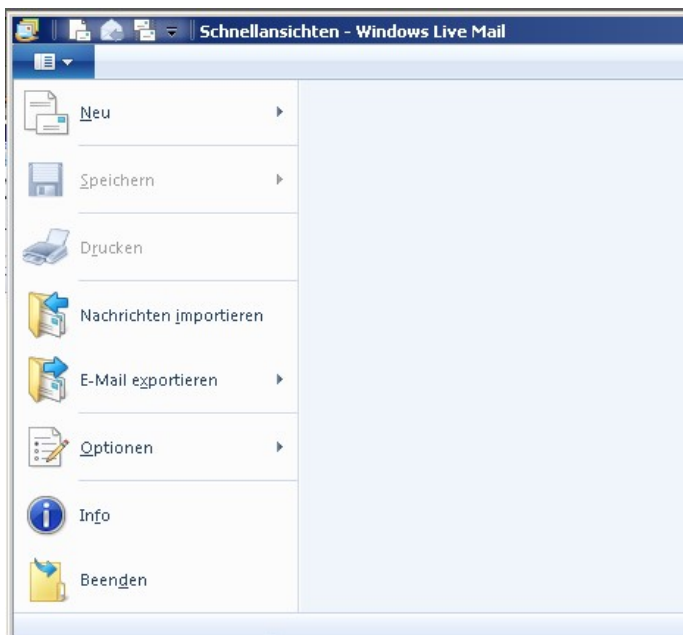 Schnellansichten - Windows Live Mail
Neu
Speichern
Drucken
Nachrichten importieren
E-Mail exportieren
Optionen
Info
Beenden